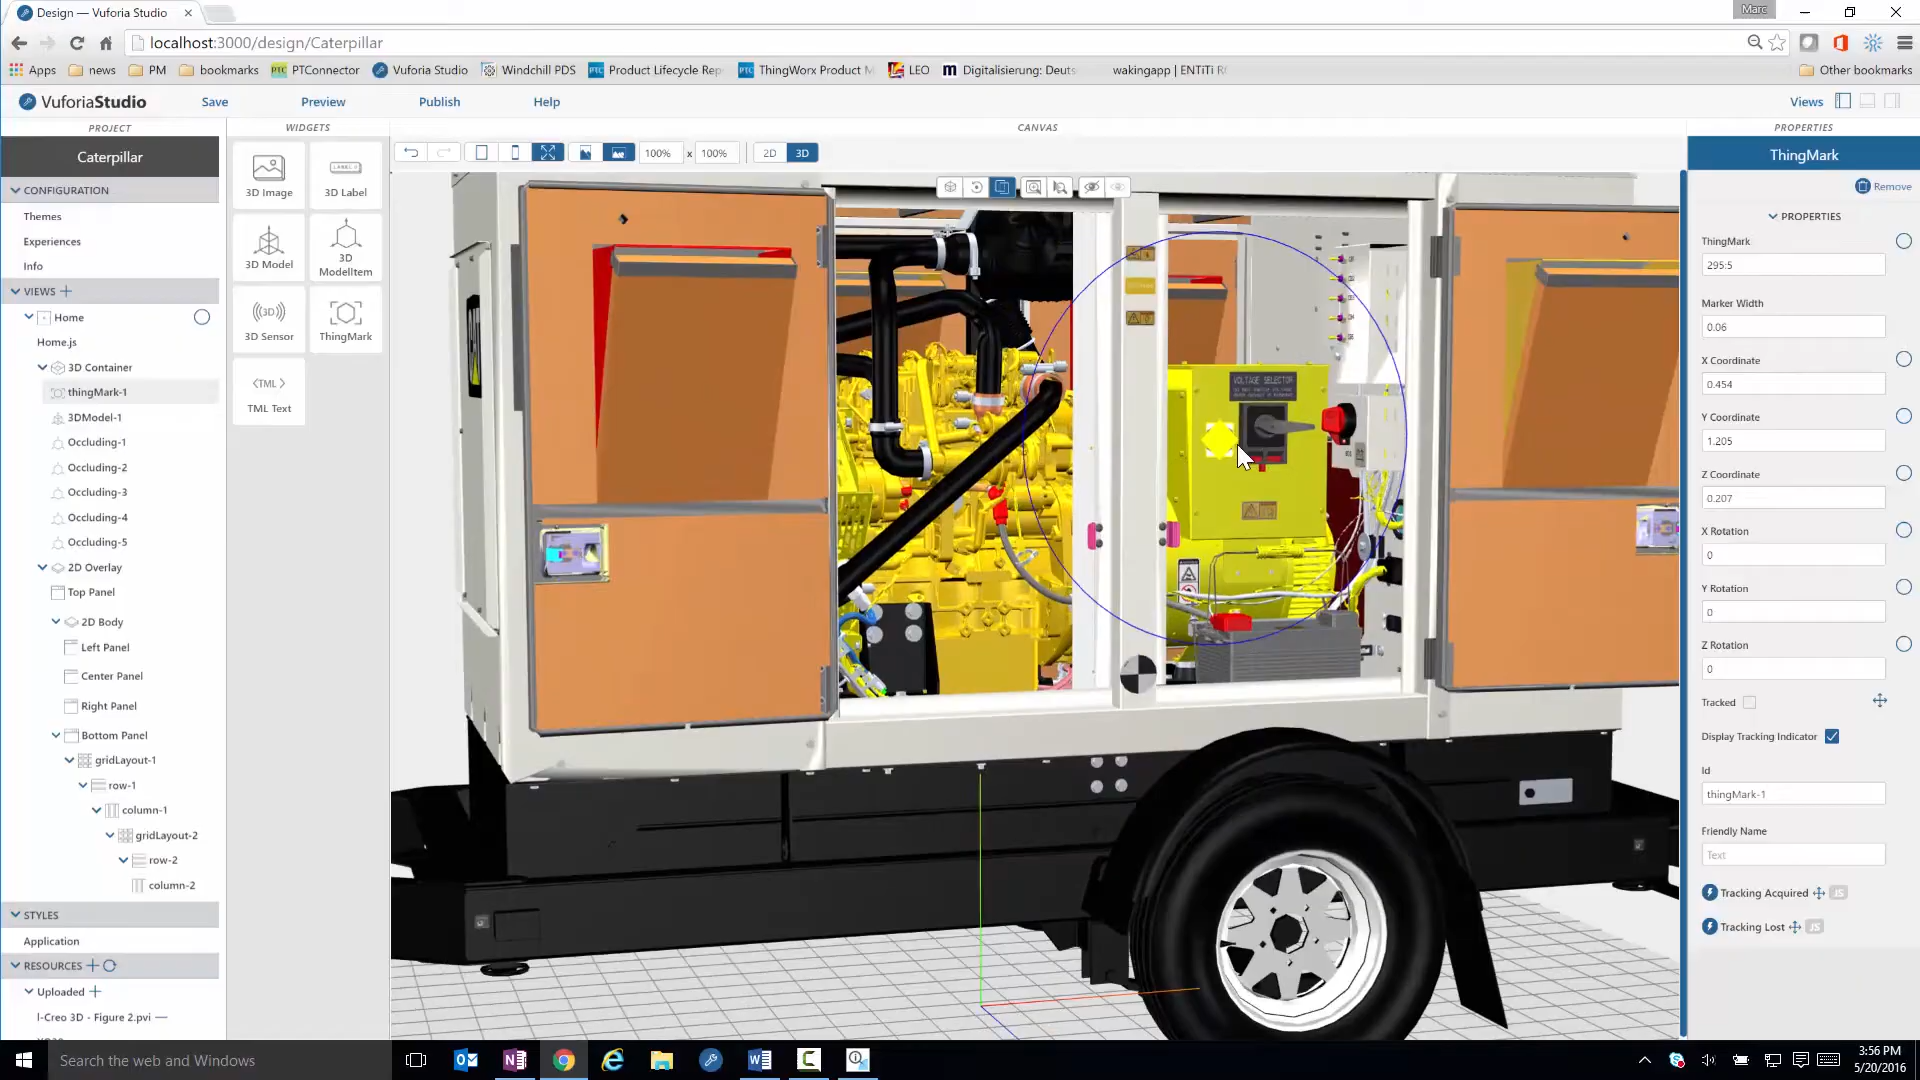 Design — Vuforia Studio
Marc
localhost:3000/design/Caterpillar
Apps
news
PM
bookmarks
PTConnector
Vuforia Studio
Windchill PDS
Product Lifecycle Rep
ThingWorx Product M
LEO
Digitalisierung: Deuts
wakingapp | ENTiTi R/
Other bookmarks
VuforiaStudio
Save
Preview
Publish
Help
Views
PROJECT
WIDGETS
CANVAS
PROPERTIES
Caterpillar
CONFIGURATION
Themes
Experiences
Info
VIEWS
Home
Home.js
3D Container
thingMark-1
3DModel-1
Occluding-1
Occluding-2
Occluding-3
Occluding-4
Occluding-5
2D Overlay
Top Panel
2D Body
Left Panel
Center Panel
Right Panel
Bottom Panel
gridLayout-1
row-1
column-1
gridLayout-2
row-2
column-2
STYLES
Application
RESOURCES
Uploaded
l-Creo 3D - Figure 2.pvi
3D Image
3D Label
3D Model
3D
ModelItem
(3D)
3D Sensor
ThingMark
<TML>
TML Text
100%
x
100%
2D
3D
VOLTAGE SELECTOR
ThingMark
Remove
PROPERTIES
ThingMark
295:5
Marker Width
0.06
X Coordinate
0.454
Y Coordinate
1.205
Z Coordinate
0.207
X Rotation
0
Y Rotation
0
Z Rotation
0
Tracked
Display Tracking Indicator
Id
thingMark-1
Friendly Name
Text
Tracking Acquired
JS
Tracking Lost
JS
Search the web and Windows
3:56 PM
5/20/2016